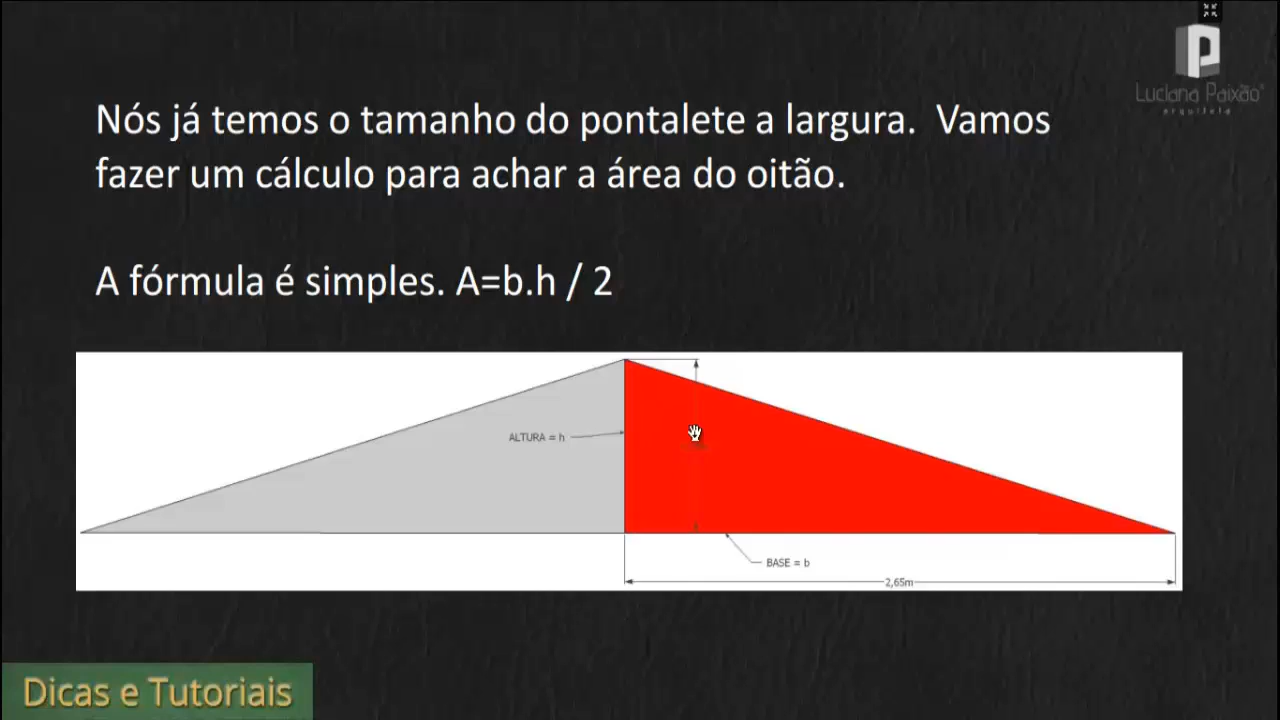 Luciana Paixão
arquiteta
Nós já temos o tamanho do pontalete a largura. Vamos
fazer um cálculo para achar a área do oitão.
A fórmula é simples. A=b.h / 2
ALTURA = h
BASE = b
2,65m
Dicas e Tutoriais